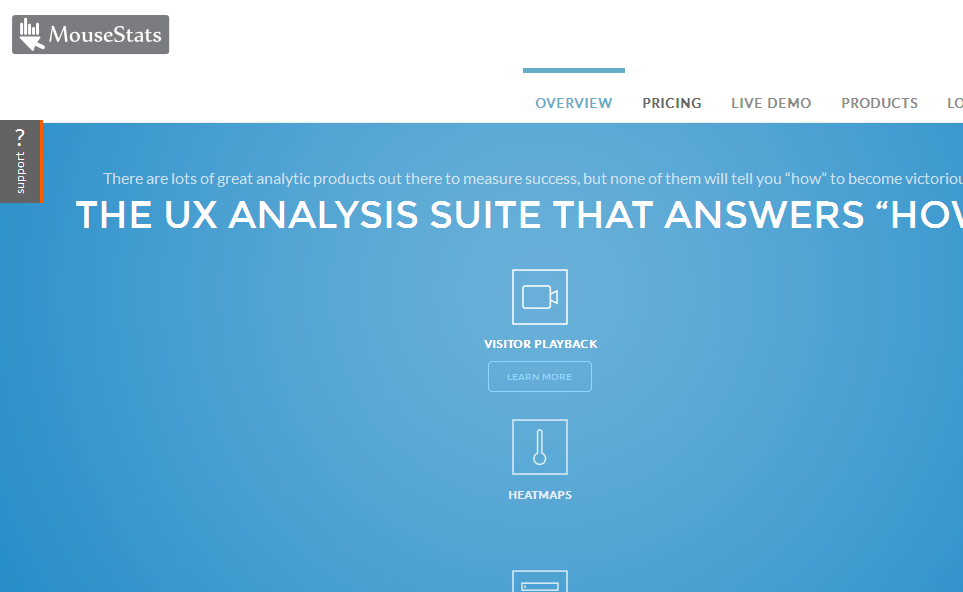 MouseStats
OVERVIEW PRICING LIVE DEMO PRODUCTS LO
? support
There are lots of great analytic products out there to measure success, but none of them will tell you “how” to become victoriou
THE UX ANALYSIS SUITE THAT ANSWERS “HOW
VISITOR PLAYBACK
LEARN MORE
HEATMAPS